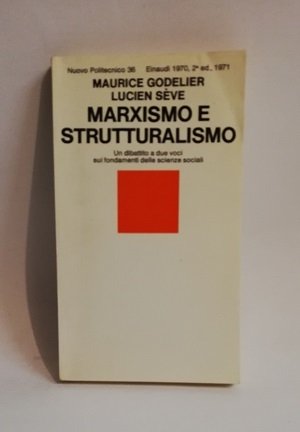 Nuovo Politecnico 36 Einaudi 1970, 2ª ed., 1971
MAURICE GODELIER
LUCIEN SÈVE
MARXISMO E
STRUTTURALISMO
Un dibattito a due voci
sui fondamenti delle scienze sociali